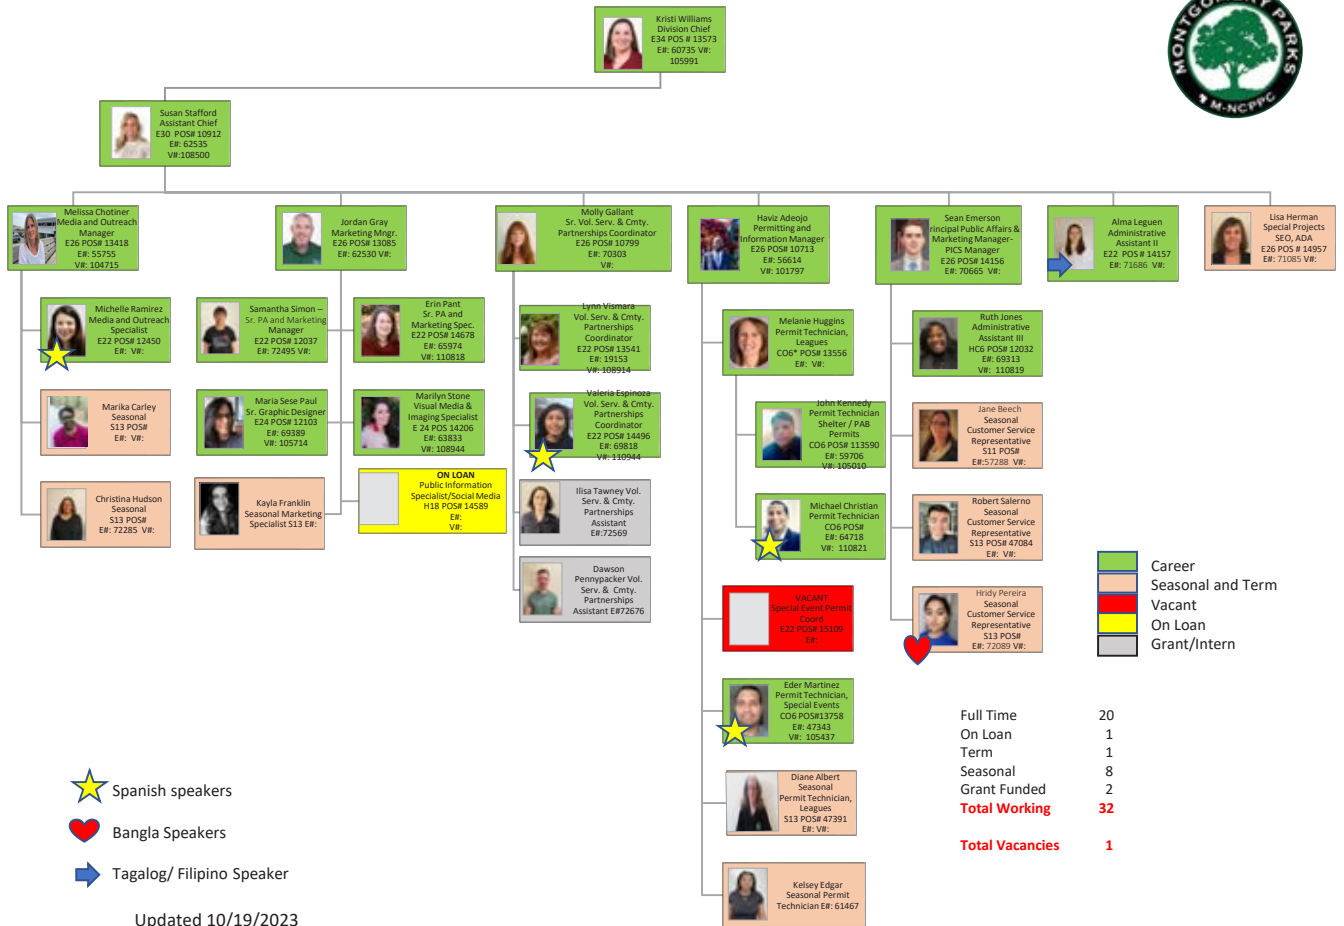 Kristi Williams
Division Chief
E34 POS # 13573
E#: 60735 V#:
105991
MONTGOMERY PARKS
M-NCPPC
Susan Stafford
Assistant Chief
E30 POS# 10912
E#: 62535
V#:108500
Melissa Chotiner
Media and Outreach
Manager
E26 POS# 13418
E#: 55755
V#: 104715
Jordan Gray
Marketing Mngr.
E26 POS# 13085
E#: 62530 V#:
Molly Gallant
Sr. Vol. Serv. & Cmty.
Partnerships Coordinator
E26 POS# 10799
E#: 70303
V#:
Haviz Adeojo
Permitting and
Information Manager
E26 POS# 10713
E#: 56614
V#: 101797
Sean Emerson
rincipal Public Affairs &
Marketing Manager-
PICS Manager
E26 POS# 14156
E#: 70665 V#:
Alma Leguen
Administrative
Assistant II
E22 POS# 14157
E#: 71686 V#:
Lisa Herman
Special Projects
SEO, ADA
E26 POS # 14957
E#: 71085 V#:
Michelle Ramirez
Media and Outreach
Specialist
E22 POS# 12450
E#: V#:
Marika Carley
Seasonal
S13 POS#
E#: V#:
Christina Hudson
Seasonal
S13 POS#
E#: 72285 V#:
Samantha Simon –
Sr. PA and Marketing
Manager
E22 POS# 12037
E#: 72495 V#:
Erin Pant
Sr. PA and
Marketing Spec.
E22 POS# 14678
E#: 65974
V#: 110818
Maria Sese Paul
Sr. Graphic Designer
E24 POS# 12103
E#: 69389
V#: 105714
Marilyn Stone
Visual Media &
Imaging Specialist
E 24 POS 14206
E#: 63833
V#: 108944
Kayla Franklin
Seasonal Marketing
Specialist S13 E#:
ON LOAN
Public Information
Specialist/Social Media
H18 POS# 14589
E#:
V#:
Lynn Vismara
Vol. Serv. & Cmty.
Partnerships
Coordinator
E22 POS# 13541
E#: 19153
V#: 108914
Valeria Espinoza
Vol. Serv. & Cmty.
Partnerships
Coordinator
E22 POS# 14496
E#: 69818
V#: 110944
Ilisa Tawney Vol.
Serv. & Cmty.
Partnerships
Assistant
E#:72569
Dawson
Pennypacker Vol.
Serv. & Cmty.
Partnerships
Assistant E#72676
Melanie Huggins
Permit Technician,
Leagues
CO6* POS# 13556
E#: V#:
John Kennedy
Permit Technician
Shelter / PAB
Permits
CO6 POS# 113590
E#: 59706
V#: 105010
Michael Christian
Permit Technician
CO6 POS#
E#: 64718
V#: 110821
VACANT
Special Event Permit
Coord
E22 POS# 15109
E#:
Eder Martinez
Permit Technician,
Special Events
CO6 POS#13758
E#: 47343
V#: 105437
Diane Albert
Seasonal
Permit Technician,
Leagues
S13 POS# 47391
E#: V#:
Kelsey Edgar
Seasonal Permit
Technician E#: 61467
Ruth Jones
Administrative
Assistant III
HC6 POS# 12032
E#: 69313
V#: 110819
Jane Beech
Seasonal
Customer Service
Representative
S11 POS#
E#:57288 V#:
Robert Salerno
Seasonal
Customer Service
Representative
S13 POS# 47084
E#: V#:
Hridy Pereira
Seasonal
Customer Service
Representative
S13 POS#
E#: 72089 V#:
Career
Seasonal and Term
Vacant
On Loan
Grant/Intern
Full Time 20
On Loan 1
Term 1
Seasonal 8
Grant Funded 2
Total Working 32
Total Vacancies 1
Spanish speakers
Bangla Speakers
Tagalog/ Filipino Speaker
Updated 10/19/2023